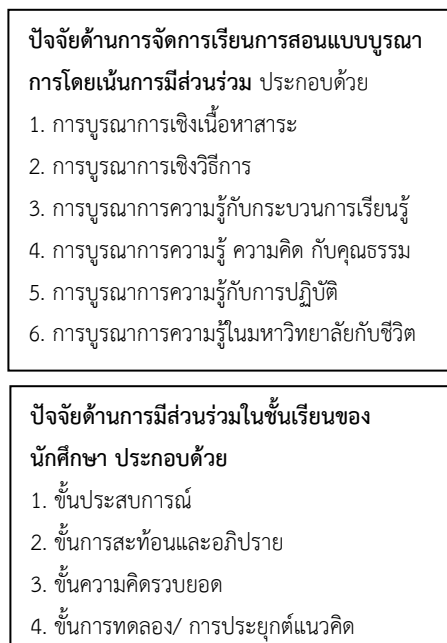 ปัจจัยด้านการจัดการเรียนการสอนแบบบูรณา
การโดยเน้นการมีส่วนร่วม ประกอบด้วย
1. การบูรณาการเชิงเนื้อหาสาระ
2. การบูรณาการเชิงวิธีการ
3. การบูรณาการความรู้กับกระบวนการเรียนรู้
4. การบูรณาการความรู้ ความคิด กับคุณธรรม
5. การบูรณาการความรู้กับการปฏิบัติ
6. การบูรณาการความรู้ในมหาวิทยาลัยกับชีวิต
ปัจจัยด้านการมีส่วนร่วมในชั้นเรียนของ
นักศึกษา ประกอบด้วย
1. ขั้นประสบการณ์
2. ขั้นการสะท้อนและอภิปราย
3. ขั้นความคิดรวบยอด
4. ขั้นการทดลอง/ การประยุกต์แนวคิด